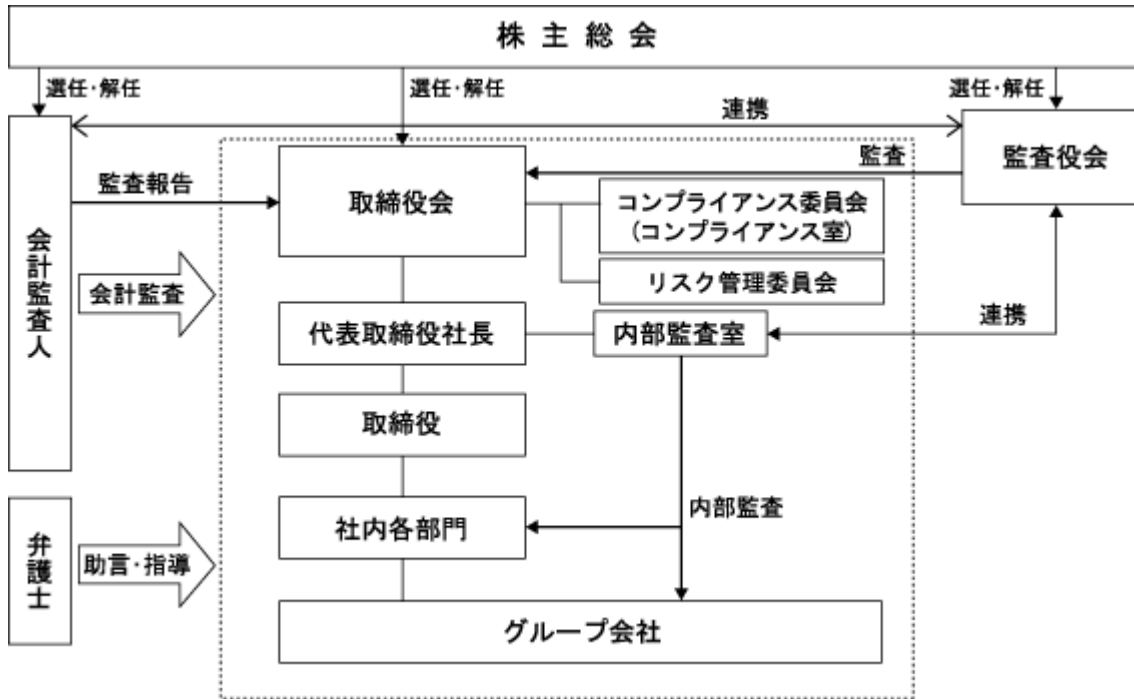 株主総会
選任・解任
選任・解任
選任・解任
連携
会計監査人
監査役会
監査
監査報告
取締役会
コンプライアンス委員会
(コンプライアンス室)
リスク管理委員会
会計監査
代表取締役社長
内部監査室
連携
取締役
弁護士
助言・指導
社内各部門
内部監査
グループ会社